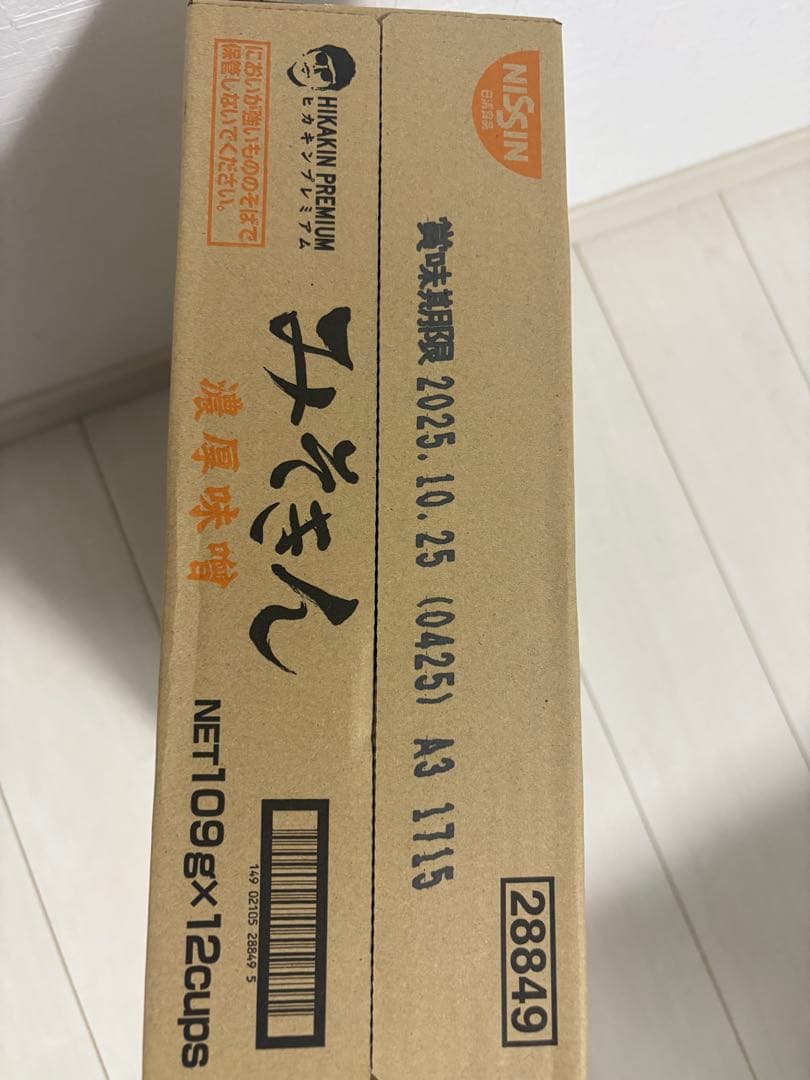 NISSIN
日清食品
賞味期限 2025.10.25 (0425) A3 1715
28849
HIKAKIN PREMIUM
ヒカキンプレミアム
においが強いもののそばで
保管しないでください。
みそきん
濃厚味噌
NET109g×12cups
149 02105 28849 5